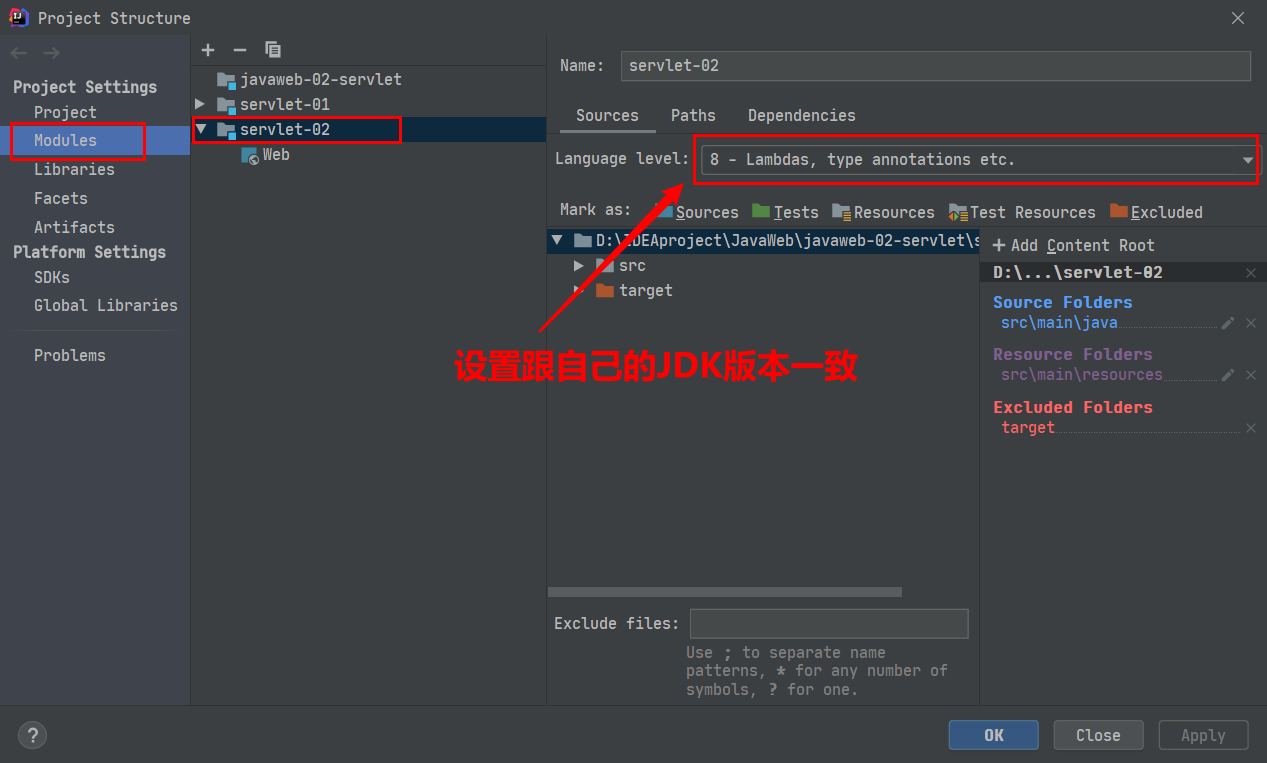 Project Structure
Project Settings
Project
Modules
Libraries
Facets
Artifacts
Platform Settings
SDKs
Global Libraries
Problems
javaweb-02-servlet
servlet-01
servlet-02
Web
Name: servlet-02
Sources Paths Dependencies
Language level: 8 - Lambdas, type annotations etc.
Mark as: Sources Tests Resources Test Resources Excluded
D:\IDEAproject\JavaWeb\javaweb-02-servlet\s
src
target
设置跟自己的JDK版本一致
Exclude files:
Use ; to separate name
patterns, * for any number of
symbols, ? for one.
+ Add Content Root
D:\...\servlet-02
Source Folders
src\main\java
Resource Folders
src\main\resources
Excluded Folders
target
? OK Close Apply